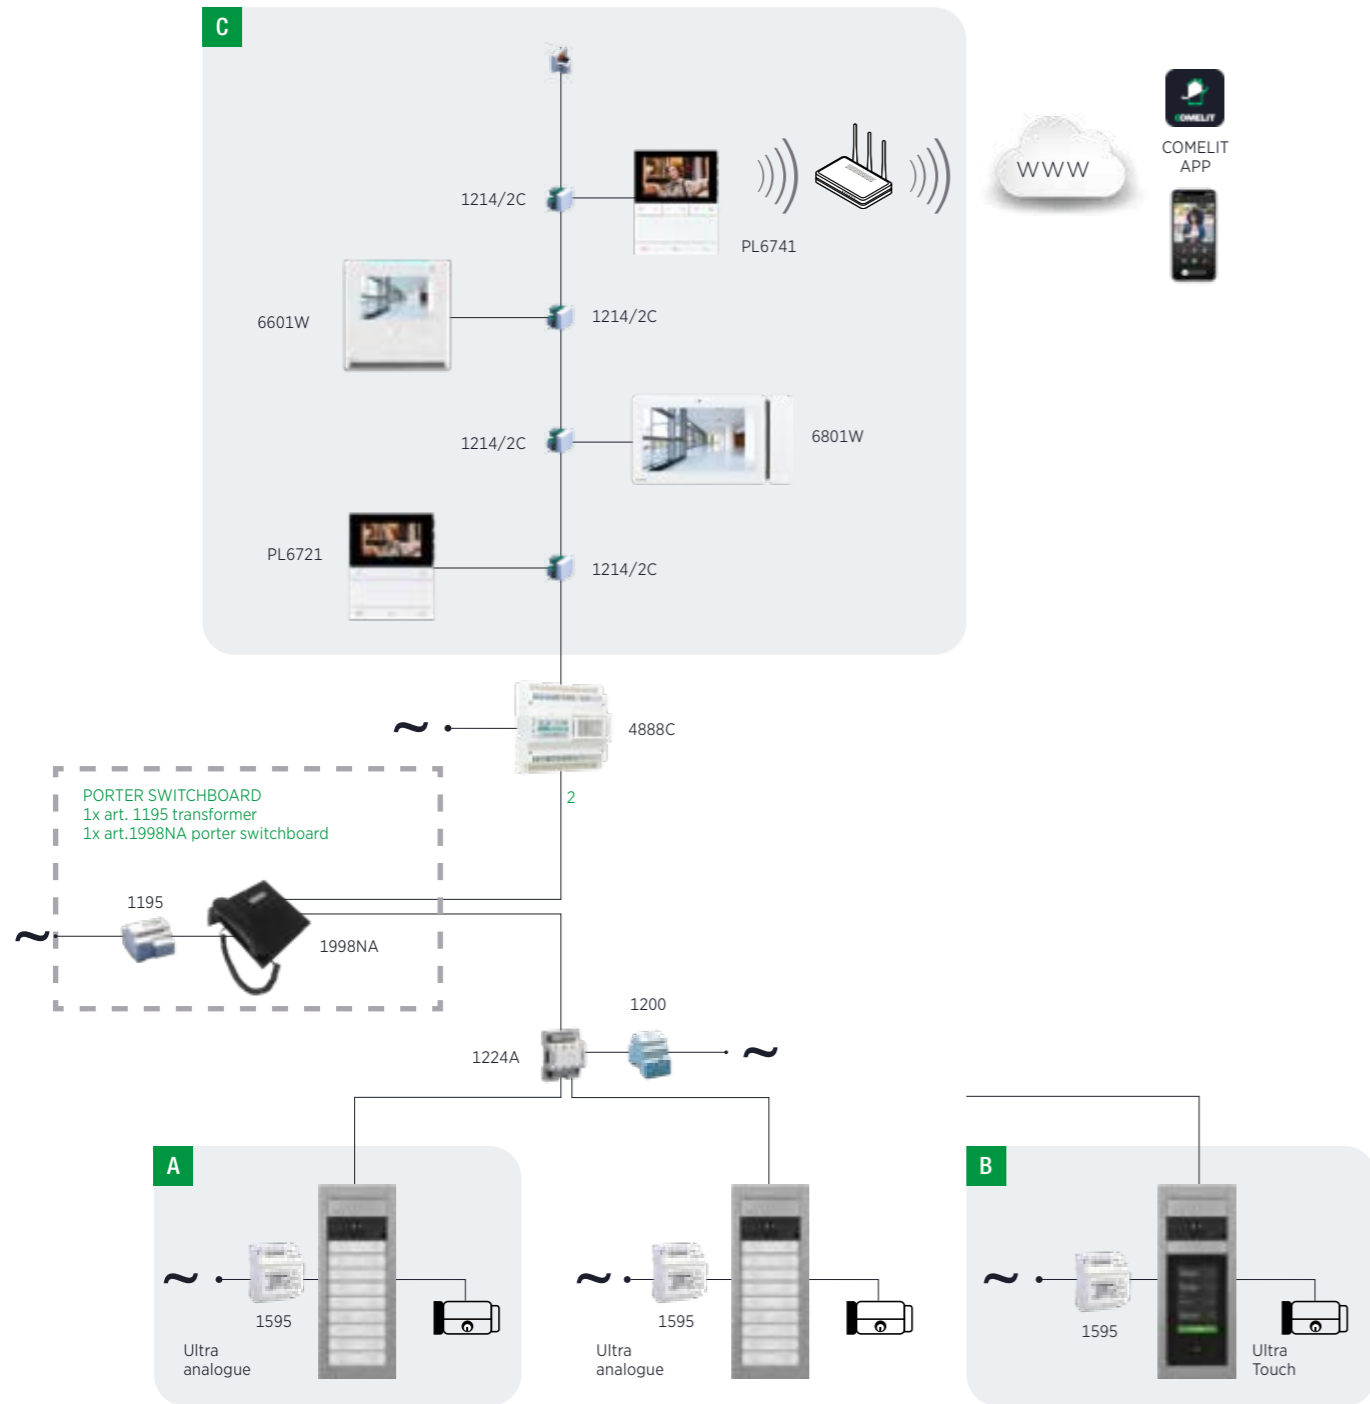 C
COMELIT
COMELIT
APP
WWW
1214/2C
PL6741
6601W
1214/2C
1214/2C
6801W
PL6721
1214/2C
4888C
2
PORTER SWITCHBOARD
1x art. 1195 transformer
1x art.1998NA porter switchboard
1195
1998NA
1200
1224A
A
1595
Ultra
analogue
1595
Ultra
analogue
B
1595
Ultra
Touch